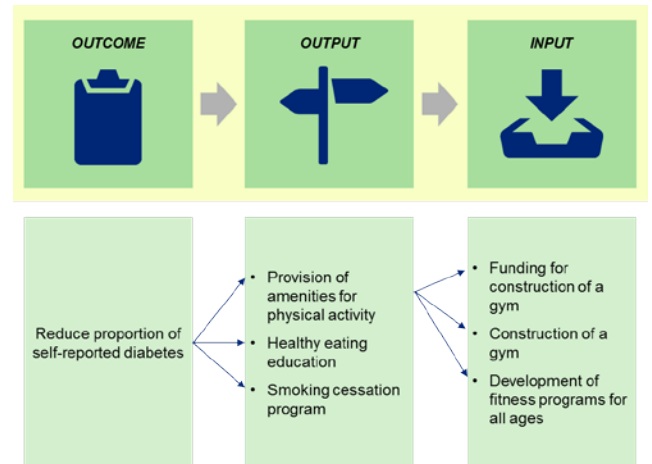 OUTCOME
OUTPUT
INPUT
Reduce proportion of
self-reported diabetes
• Provision of
amenities for
physical activity
• Healthy eating
education
• Smoking cessation
program
• Funding for
construction of a
gym
• Construction of a
gym
• Development of
fitness programs for
all ages